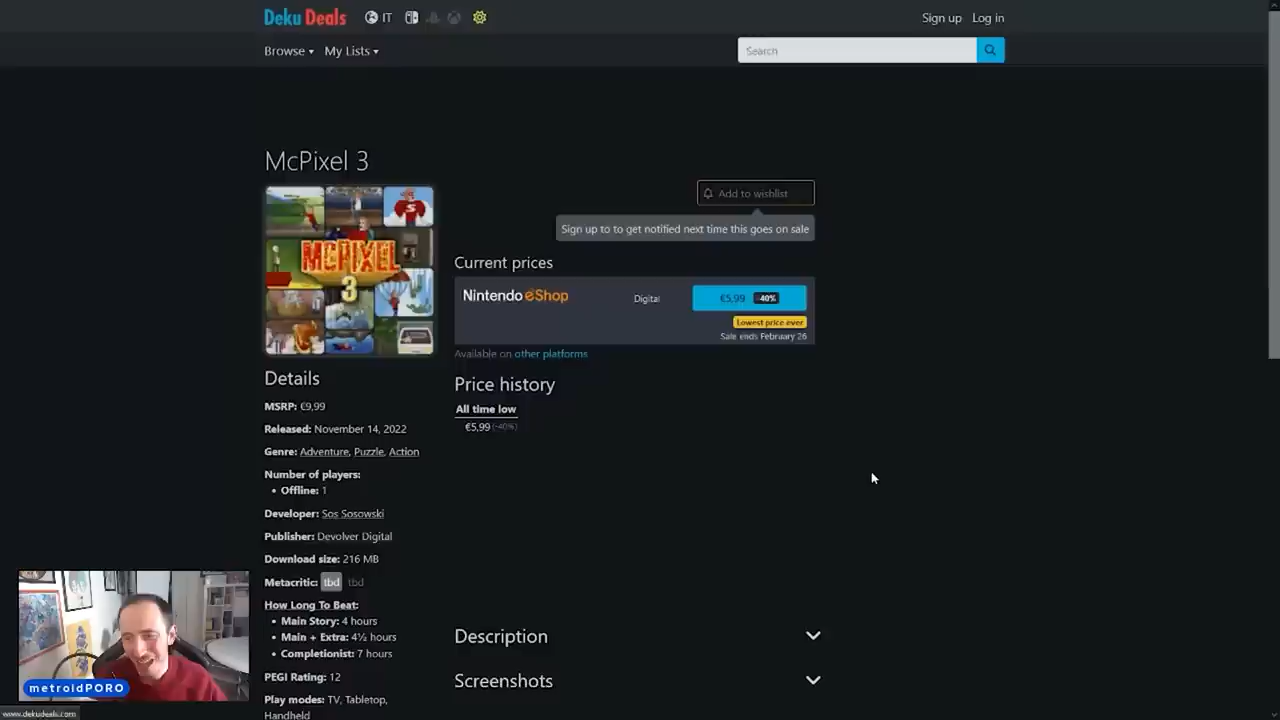 Deku Deals
IT
Sign up
Log in
Browse
My Lists
Search
McPixel 3
MCPIXEL
3
Add to wishlist
Sign up to to get notified next time this goes on sale
Current prices
Nintendo eShop
Digital
€5,99 -40%
Lowest price ever
Sale ends February 26
Available on other platforms
Price history
All time low
€5,99 (-40%)
Details
MSRP: €9,99
Released: November 14, 2022
Genre: Adventure, Puzzle, Action
Number of players:
• Offline: 1
Developer: Sos Sosowski
Publisher: Devolver Digital
Download size: 216 MB
Metacritic: tbd tbd
How Long To Beat:
• Main Story: 4 hours
• Main + Extra: 4½ hours
• Completionist: 7 hours
PEGI Rating: 12
Play modes: TV, Tabletop,
Handheld
Description
Screenshots
metroidPORO
www.dekudeals.com